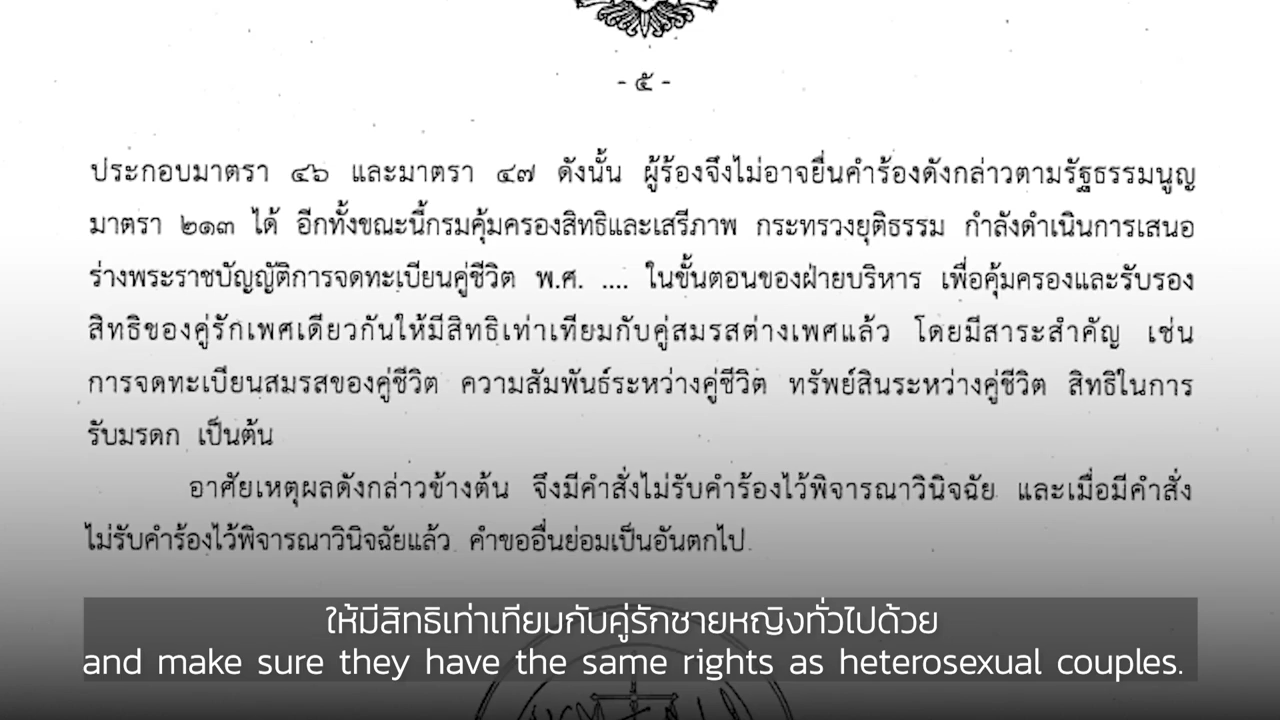 - ๕ -
ประกอบมาตรา ๔๖ และมาตรา ๔๗ ดังนั้น ผู้ร้องจึงไม่อาจยื่นคำร้องดังกล่าวตามรัฐธรรมนูญ
มาตรา ๒๑๓ ได้ อีกทั้งขณะนี้กรมคุ้มครองสิทธิและเสรีภาพ กระทรวงยุติธรรม กำลังดำเนินการเสนอ
ร่างพระราชบัญญัติการจดทะเบียนคู่ชีวิต พ.ศ. .... ในขั้นตอนของฝ่ายบริหาร เพื่อคุ้มครองและรับรอง
สิทธิของคู่รักเพศเดียวกันให้มีสิทธิเท่าเทียมกับคู่สมรสต่างเพศแล้ว โดยมีสาระสำคัญ เช่น
การจดทะเบียนสมรสของคู่ชีวิต ความสัมพันธ์ระหว่างคู่ชีวิต ทรัพย์สินระหว่างคู่ชีวิต สิทธิในการ
รับมรดก เป็นต้น
อาศัยเหตุผลดังกล่าวข้างต้น จึงมีคำสั่งไม่รับคำร้องไว้พิจารณาวินิจฉัย และเมื่อมีคำสั่ง
ไม่รับคำร้องไว้พิจารณาวินิจฉัยแล้ว คำขออื่นย่อมเป็นอันตกไป
ให้มีสิทธิเท่าเทียมกับคู่รักชายหญิงทั่วไปด้วย
and make sure they have the same rights as heterosexual couples.